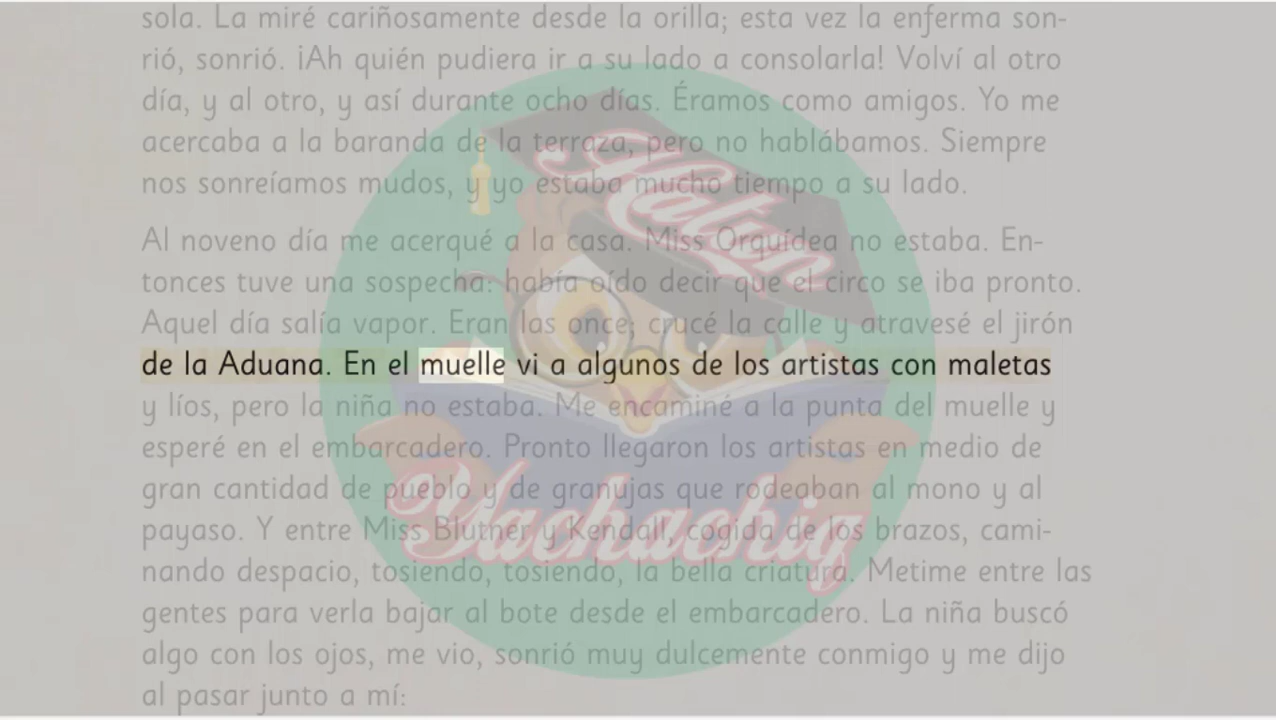 sola. La miré cariñosamente desde la orilla; esta vez la enferma son-
rió, sonrió. ¡Ah quién pudiera ir a su lado a consolarla! Volví al otro
día, y al otro, y así durante ocho días. Éramos como amigos. Yo me
acercaba a la baranda de la terraza, pero no hablábamos. Siempre
nos sonreíamos mudos, y yo estaba mucho tiempo a su lado.
Al noveno día me acerqué a la casa. Miss Orquídea no estaba. En-
tonces tuve una sospecha: había oído decir que el circo se iba pronto.
Aquel día salía vapor. Eran las once; crucé la calle y atravesé el jirón
de la Aduana. En el muelle vi a algunos de los artistas con maletas
y líos, pero la niña no estaba. Me encaminé a la punta del muelle y
esperé en el embarcadero. Pronto llegaron los artistas en medio de
gran cantidad de pueblo y de granujas que rodeaban al mono y al
payaso. Y entre Miss Blutner y Kendall, cogida de los brazos, cami-
nando despacio, tosiendo, tosiendo, la bella criatura. Metime entre las
gentes para verla bajar al bote desde el embarcadero. La niña buscó
algo con los ojos, me vio, sonrió muy dulcemente conmigo y me dijo
al pasar junto a mí:
Hatun
Yachachiq